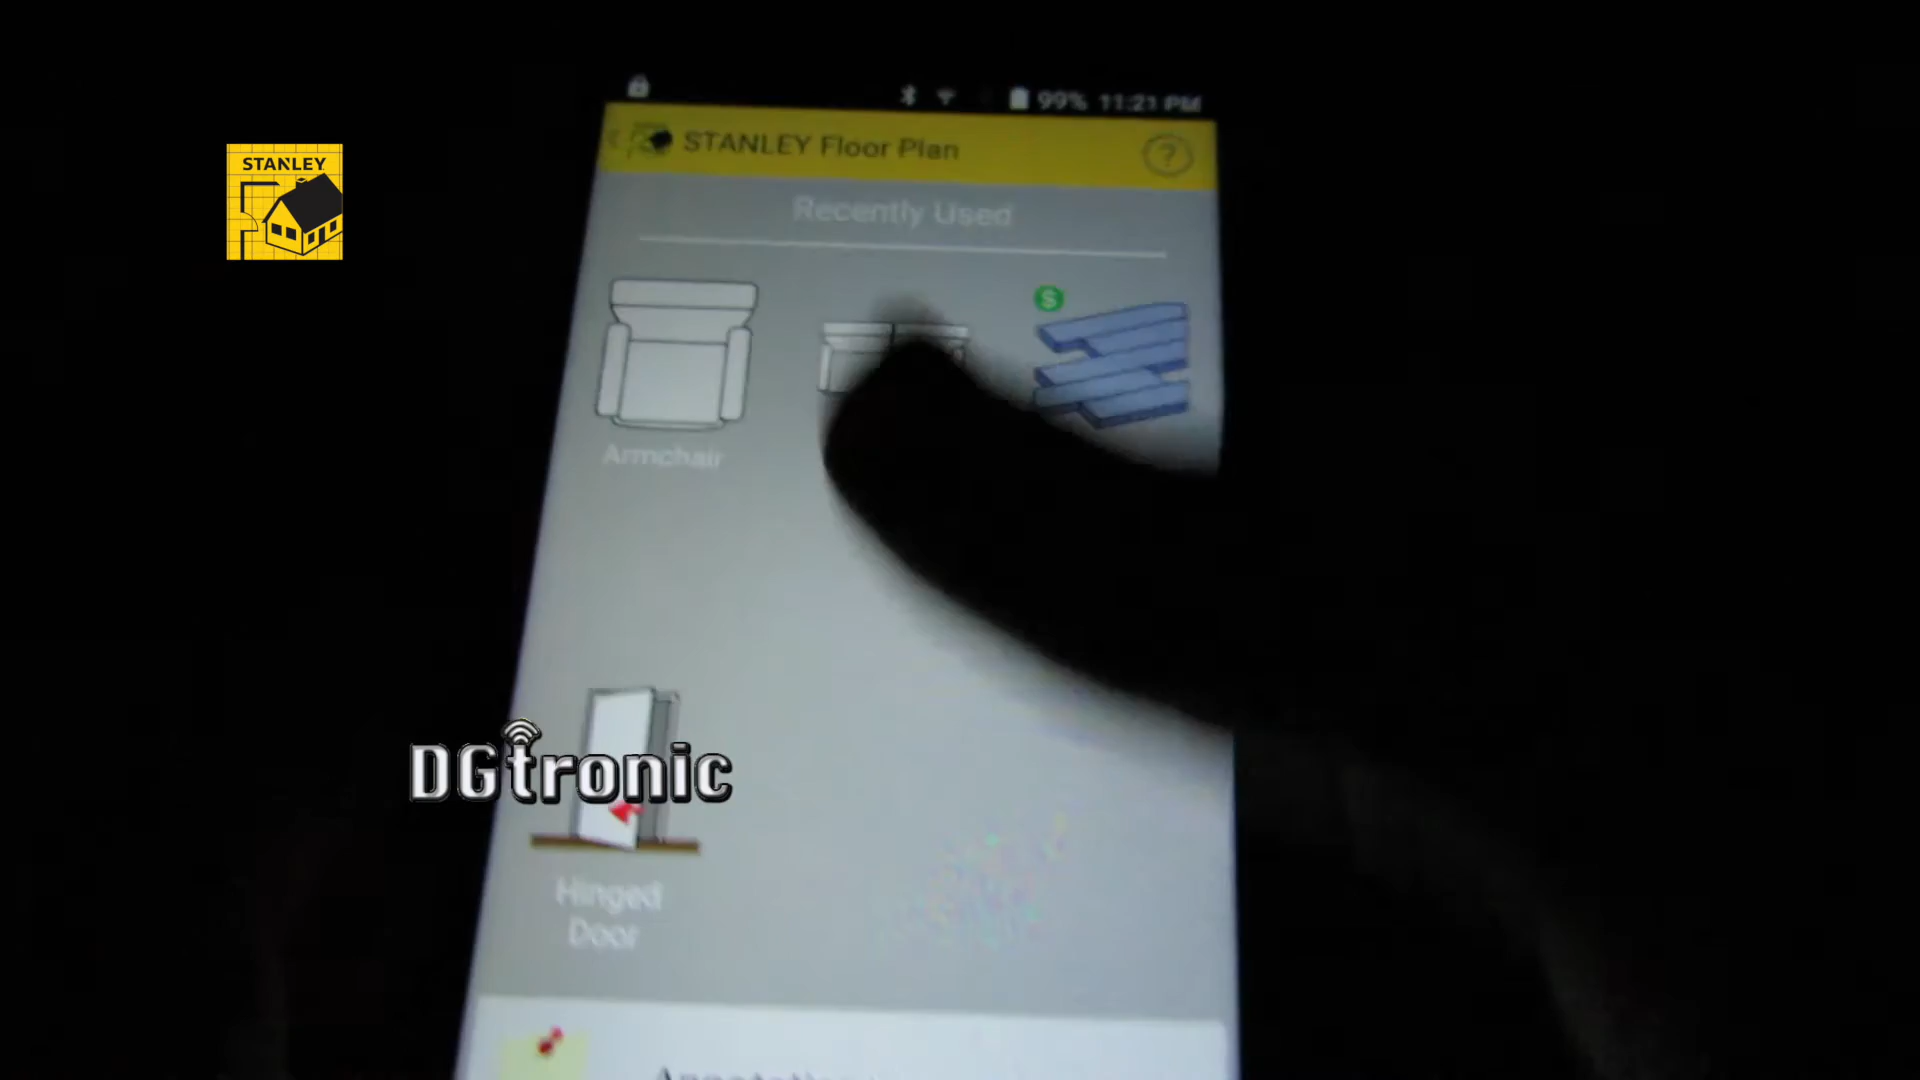 99% 11:21 PM
STANLEY Floor Plan
?
STANLEY
Recently Used
$
Armchair
DGtronic
Hinged
Door